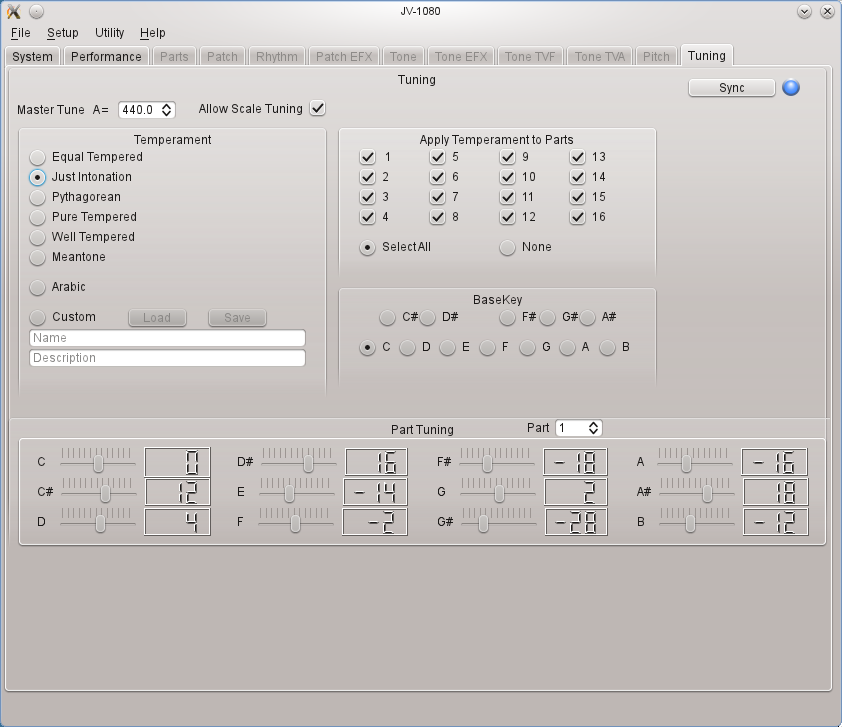 JV-1080
File Setup Utility Help
System Performance Parts Patch Rhythm Patch EFX Tone Tone EFX Tone TVF Tone TVA Pitch Tuning
Tuning
Sync
Master Tune A= 440.0 Allow Scale Tuning
Temperament
Equal Tempered
Just Intonation
Pythagorean
Pure Tempered
Well Tempered
Meantone
Arabic
Custom Load Save
Name
Description
Apply Temperament to Parts
1 5 9 13
2 6 10 14
3 7 11 15
4 8 12 16
Select All None
BaseKey
C# D# F# G# A#
C D E F G A B
Part Tuning Part 1
C 0 D# 16 F# -18 A -16
C# 12 E -14 G 2 A# 18
D 4 F -2 G# -28 B -12